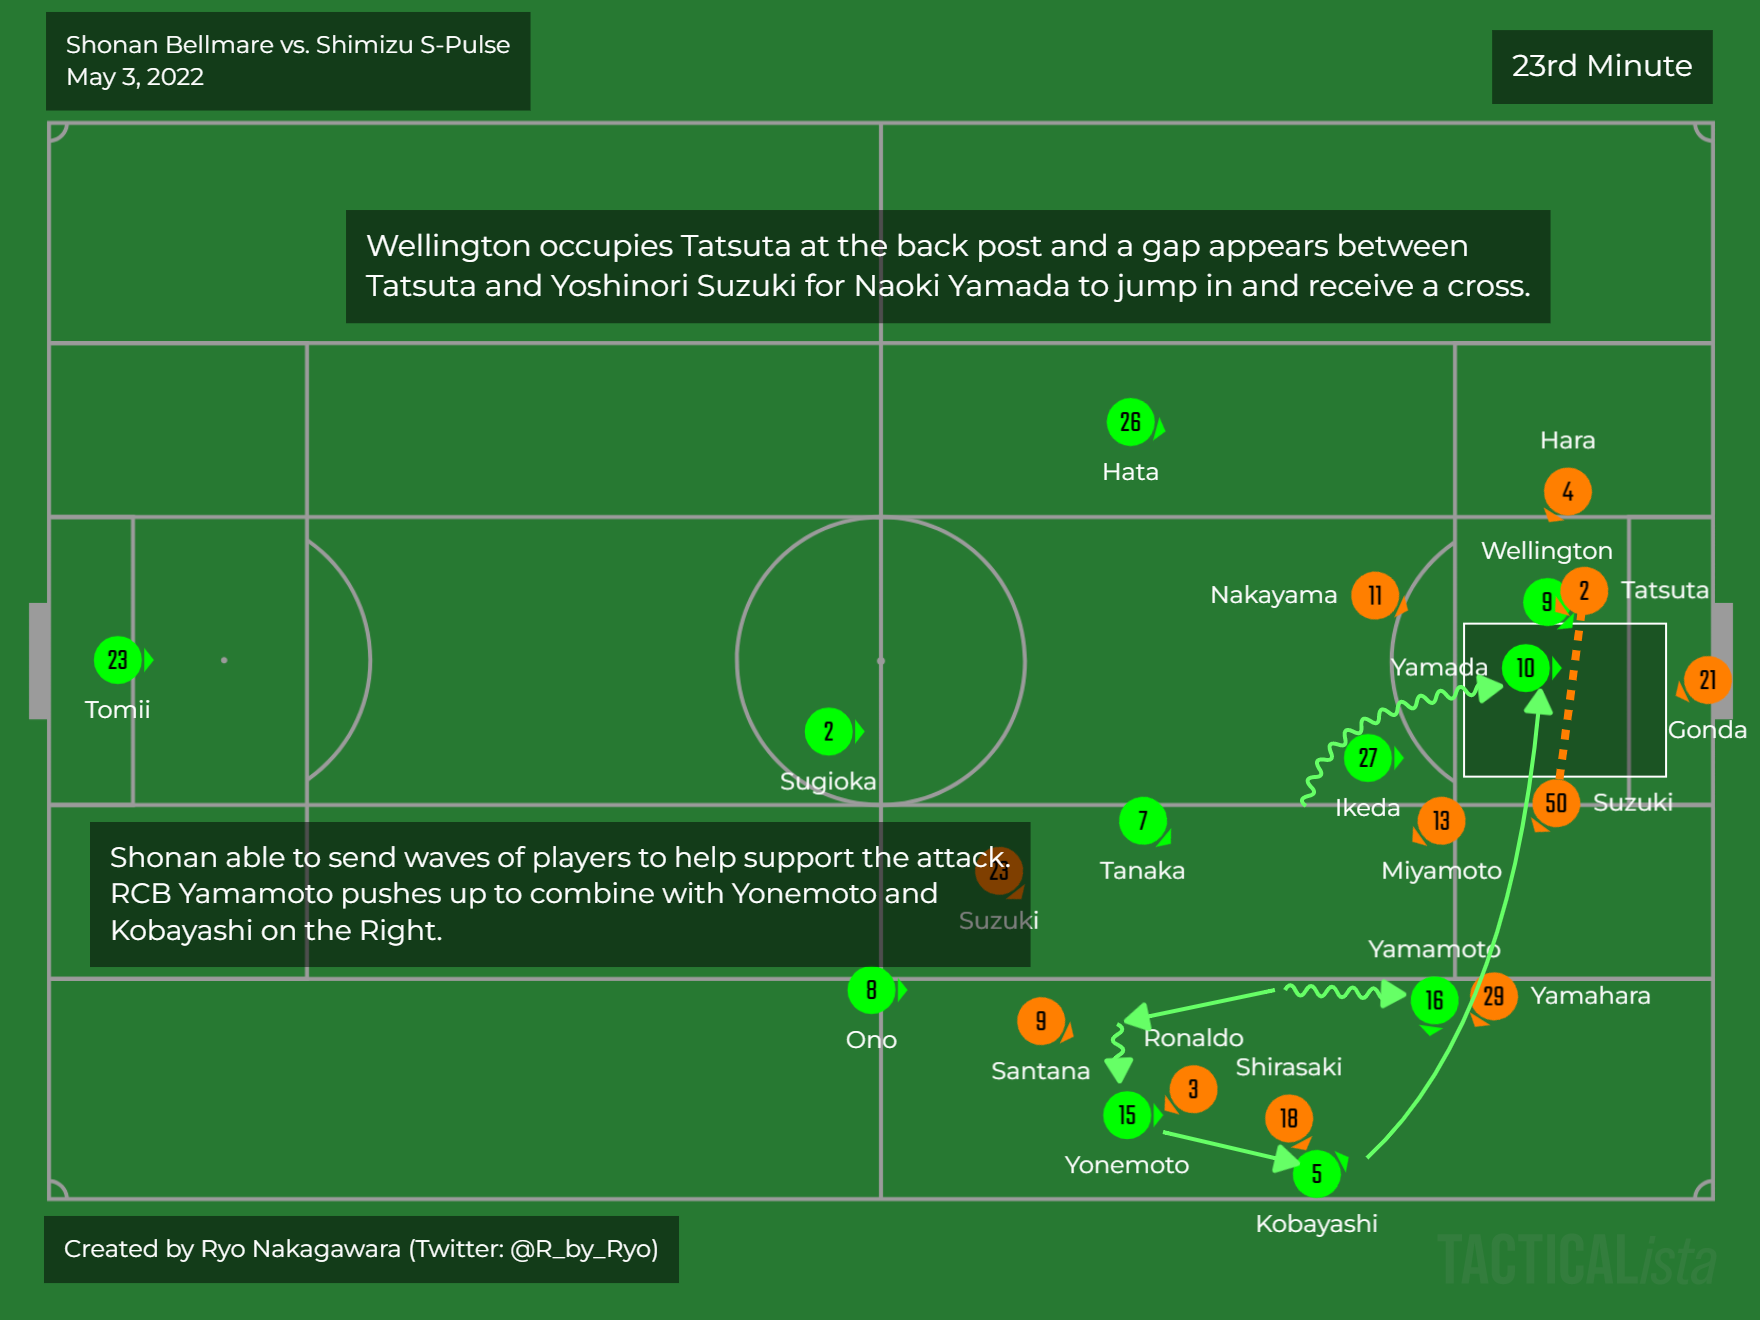 Shonan Bellmare vs. Shimizu S-Pulse
May 3, 2022
23rd Minute
Wellington occupies Tatsuta at the back post and a gap appears between
Tatsuta and Yoshinori Suzuki for Naoki Yamada to jump in and receive a cross.
26
Hata
Hara
4
Wellington
Nakayama
11
9
2
Tatsuta
23
Tomii
Yamada
10
21
Gonda
2
Sugioka
27
Ikeda
7
Tanaka
13
Miyamoto
50
Suzuki
Shonan able to send waves of players to help support the attack.
RCB Yamamoto pushes up to combine with Yonemoto and
Kobayashi on the Right.
23
Suzuki
Yamamoto
8
Ono
16
29
Yamahara
9
Santana
Ronaldo
3
Shirasaki
18
15
Yonemoto
5
Kobayashi
Created by Ryo Nakagawara (Twitter: @R_by_Ryo)
TACTICALista